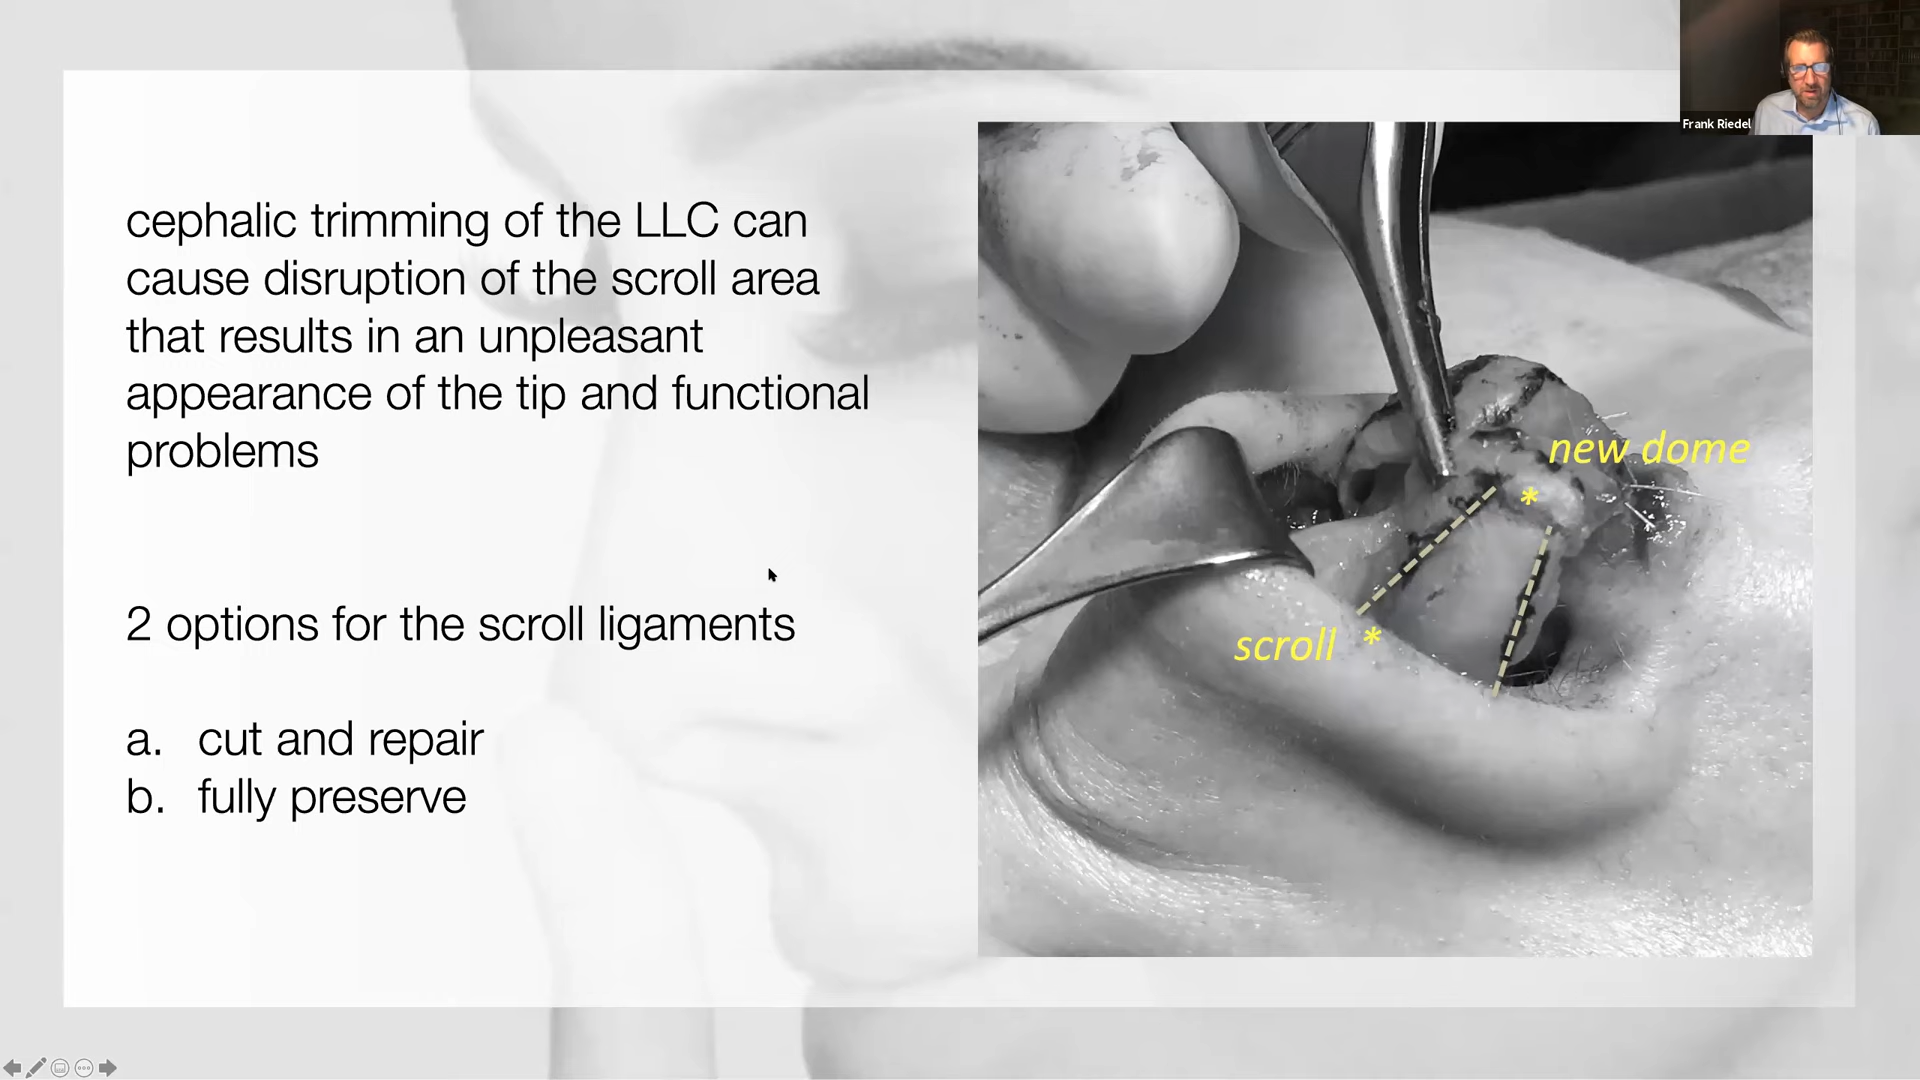 Frank Riedel
cephalic trimming of the LLC can
cause disruption of the scroll area
that results in an unpleasant
appearance of the tip and functional
problems
2 options for the scroll ligaments
a. cut and repair
b. fully preserve
new dome
*
scroll *